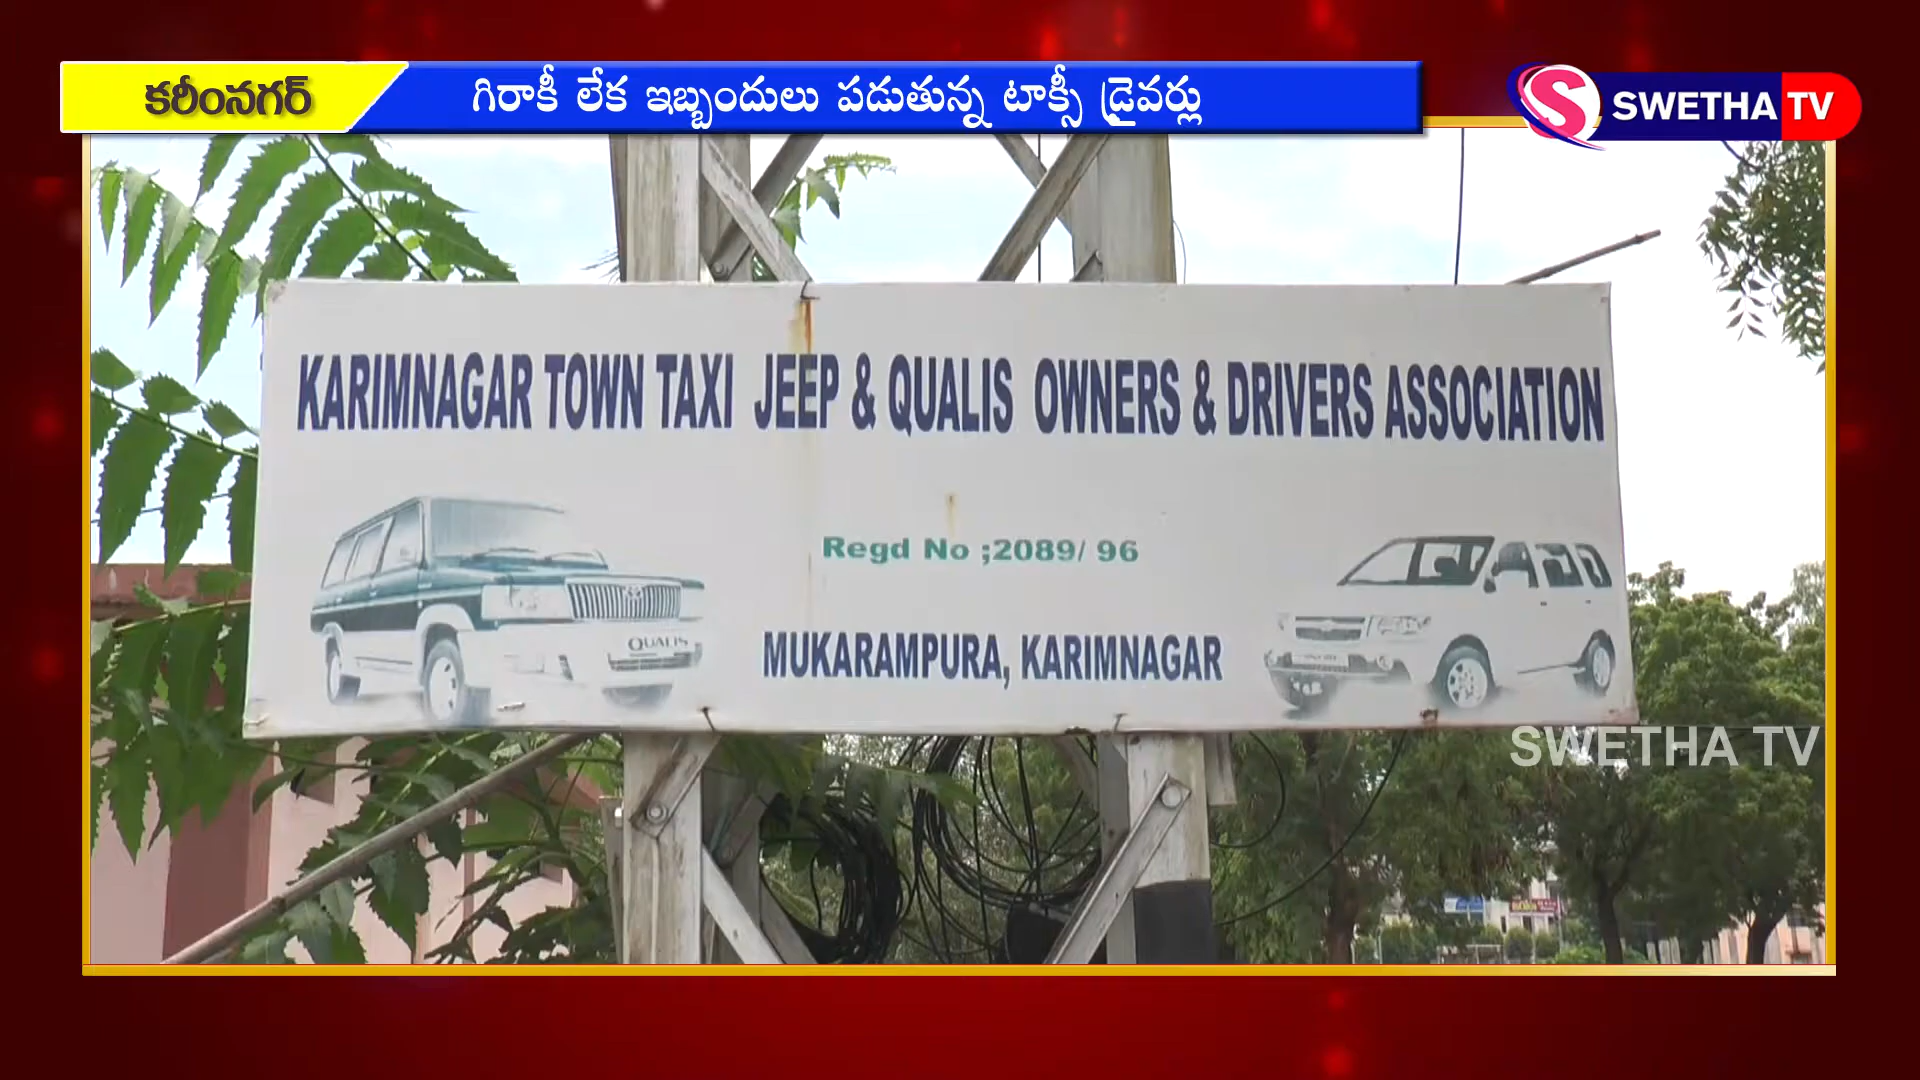 కరీంనగర్ గిరాకీ లేక ఇబ్బందులు పడుతున్న టాక్సీ డ్రైవర్లు
S SWETHA TV
KARIMNAGAR TOWN TAXI JEEP & QUALIS OWNERS & DRIVERS ASSOCIATION
Regd No ;2089/ 96
QUALIS
MUKARAMPURA, KARIMNAGAR
SWETHA TV